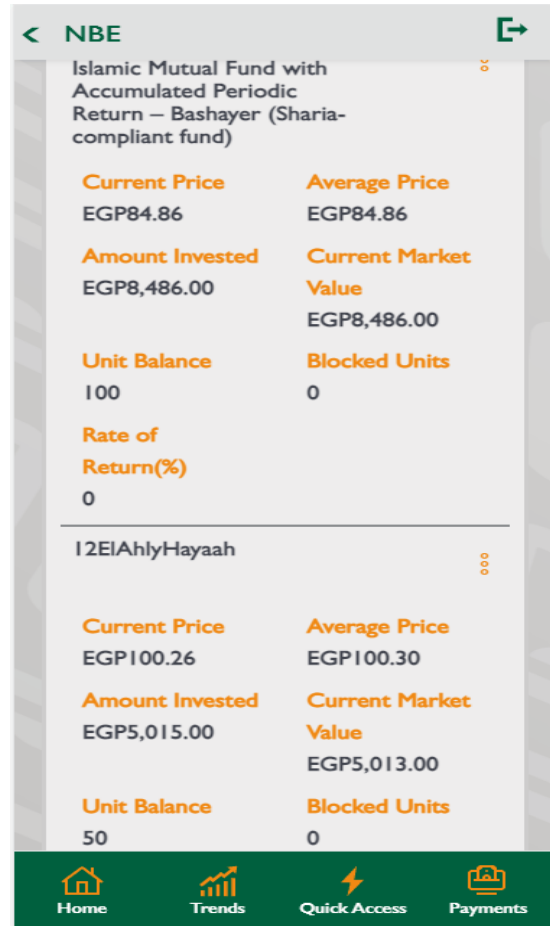 NBE
Islamic Mutual Fund with
Accumulated Periodic
Return – Bashayer (Sharia-
compliant fund)
Current Price
EGP84.86
Average Price
EGP84.86
Amount Invested
EGP8,486.00
Current Market
Value
EGP8,486.00
Unit Balance
100
Blocked Units
0
Rate of
Return(%)
0
12ElAhlyHayaah
Current Price
EGP100.26
Average Price
EGP100.30
Amount Invested
EGP5,015.00
Current Market
Value
EGP5,013.00
Unit Balance
50
Blocked Units
0
Home
Trends
Quick Access
Payments